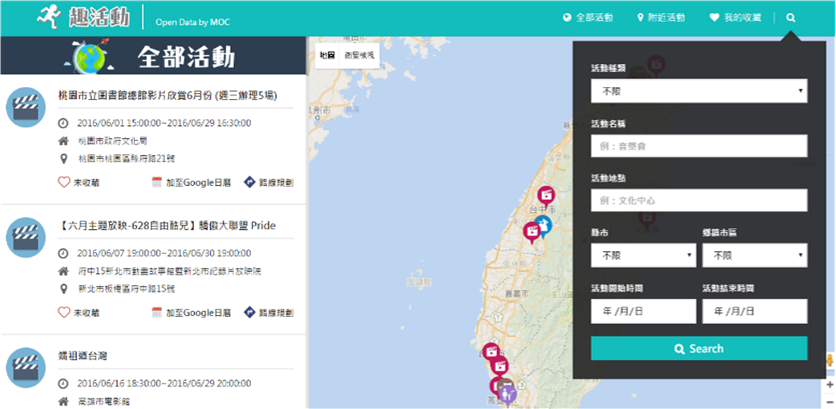 趣活動
Open Data by MOC
全部活動
附近活動
我的收藏
全部活動
桃園市立圖書館總館影片欣賞6月份 (週三辦理5場)
2016/06/01 15:00:00~2016/06/29 16:30:00
桃園市政府文化局
桃園市桃園區縣府路21號
未收藏
加至Google日曆
路線規劃
【六月主題放映-628自由酷兒】驕傲大聯盟 Pride
2016/06/07 19:00:00~2016/06/30 19:00:00
府中15新北市動畫故事館暨新北市紀錄片放映院
新北市板橋區府中路15號
未收藏
加至Google日曆
路線規劃
媽祖迺台灣
2016/06/16 18:30:00~2016/06/29 20:00:00
高雄市電影館
地圖
衛星檢視
台中市
嘉義市
活動種類
不限
活動名稱
例：音樂會
活動地點
例：文化中心
縣市
鄉鎮市區
不限
不限
活動開始時間
活動結束時間
年 /月/日
年 /月/日
Search